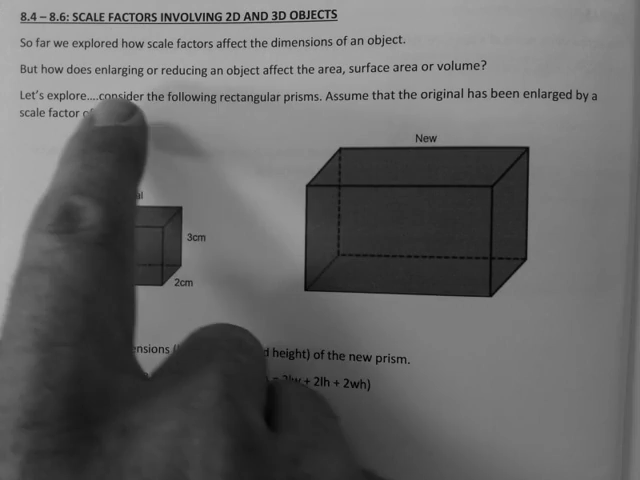 8.4 – 8.6: SCALE FACTORS INVOLVING 2D AND 3D OBJECTS
So far we explored how scale factors affect the dimensions of an object.
But how does enlarging or reducing an object affect the area, surface area or volume?
Let's explore....consider the following rectangular prisms. Assume that the original has been enlarged by a
scale factor
New
3cm
2cm
height) of the new prism.
+ 2lh + 2wh)